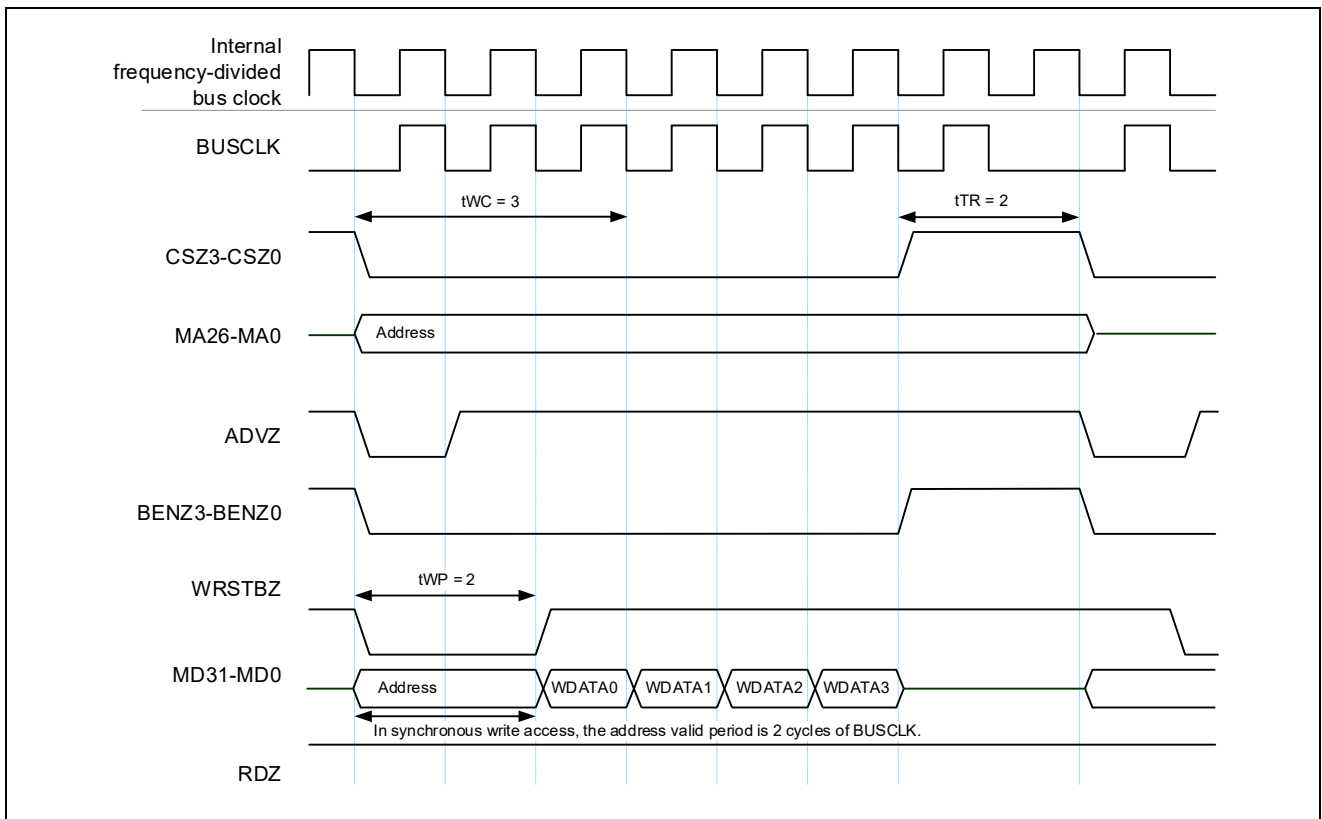 Internal
frequency-divided
bus clock
BUSCLK
tWC = 3
tTR = 2
CSZ3-CSZ0
MA26-MA0
Address
ADVZ
BENZ3-BENZ0
WRSTBZ
tWP = 2
MD31-MD0
Address
WDATA0
WDATA1
WDATA2
WDATA3
In synchronous write access, the address valid period is 2 cycles of BUSCLK.
RDZ